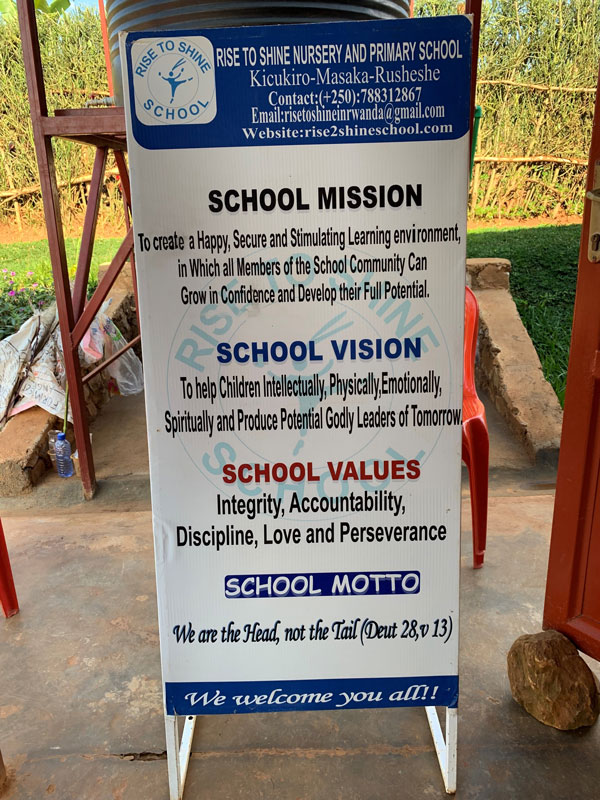 RISE TO SHINE
SCHOOL
RISE TO SHINE NURSERY AND PRIMARY SCHOOL
Kicukiro-Masaka-Rusheshe
Contact:(+250):788312867
Email:risetoshineinrwanda@gmail.com
Website:rise2shineschool.com
SCHOOL MISSION
To create a Happy, Secure and Stimulating Learning environment,
in Which all Members of the School Community Can
Grow in Confidence and Develop their Full Potential.
RISE TO SHINE
SCHOOL
SCHOOL VISION
To help Children Intellectually, Physically,Emotionally,
Spiritually and Produce Potential Godly Leaders of Tomorrow.
SCHOOL VALUES
Integrity, Accountability,
Discipline, Love and Perseverance
SCHOOL MOTTO
We are the Head, not the Tail (Deut 28,v 13)
We welcome you all!!